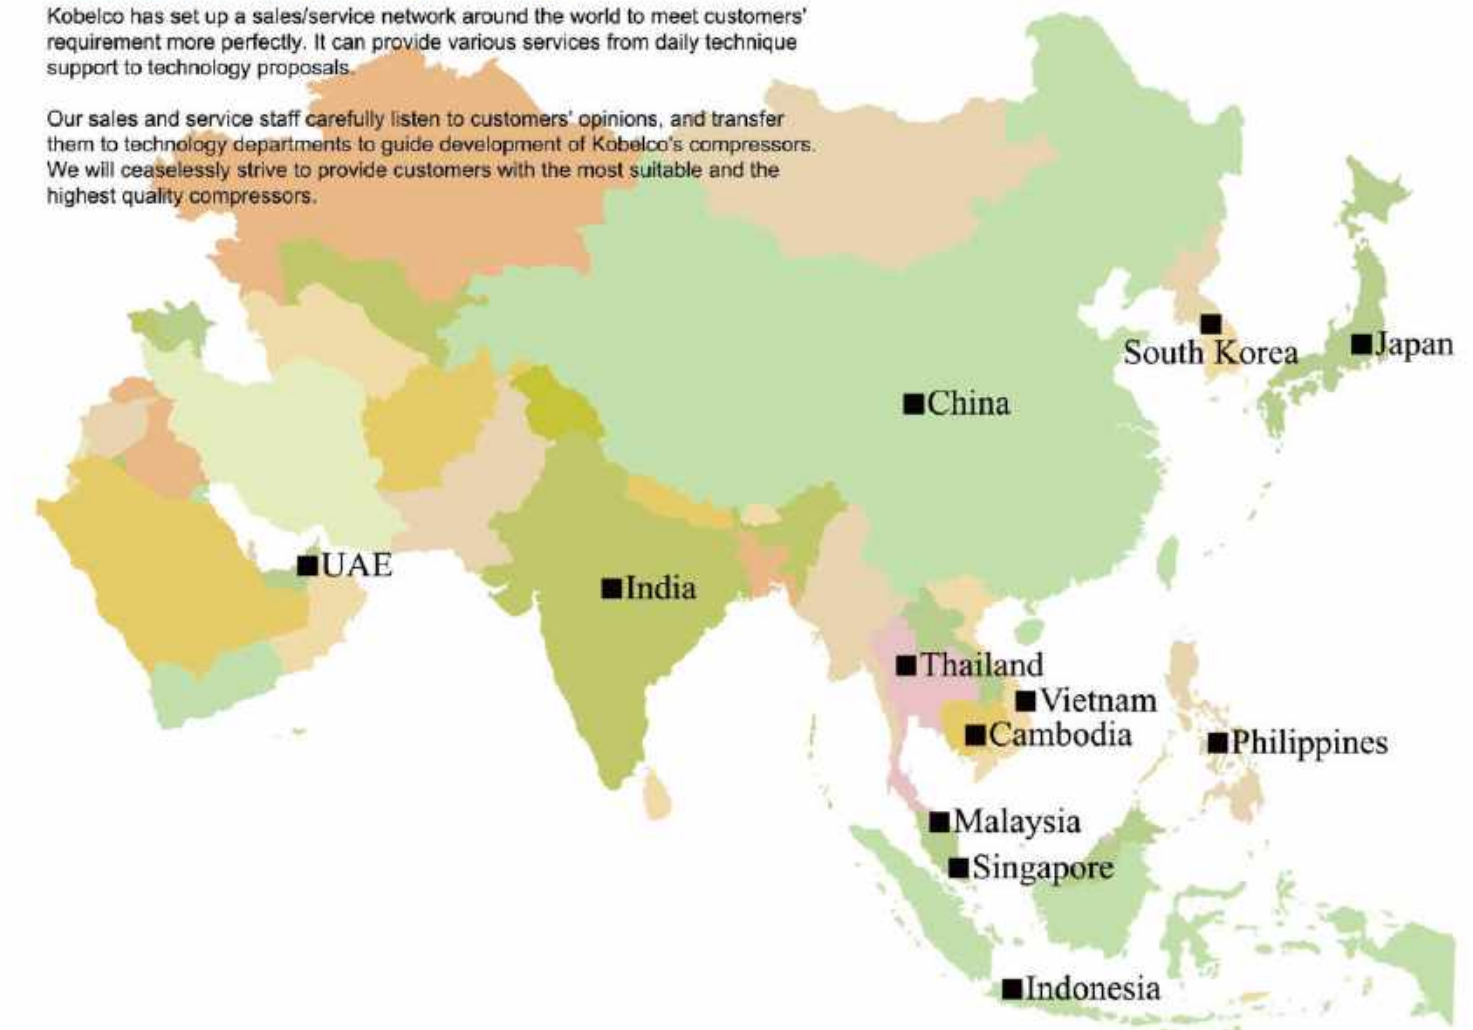 Kobelco has set up a sales/service network around the world to meet customers'
requirement more perfectly. It can provide various services from daily technique
support to technology proposals.
Our sales and service staff carefully listen to customers' opinions, and transfer
them to technology departments to guide development of Kobelco's compressors.
We will ceaselessly strive to provide customers with the most suitable and the
highest quality compressors.
South Korea
Japan
China
UAE
India
Thailand
Vietnam
Cambodia
Philippines
Malaysia
Singapore
Indonesia